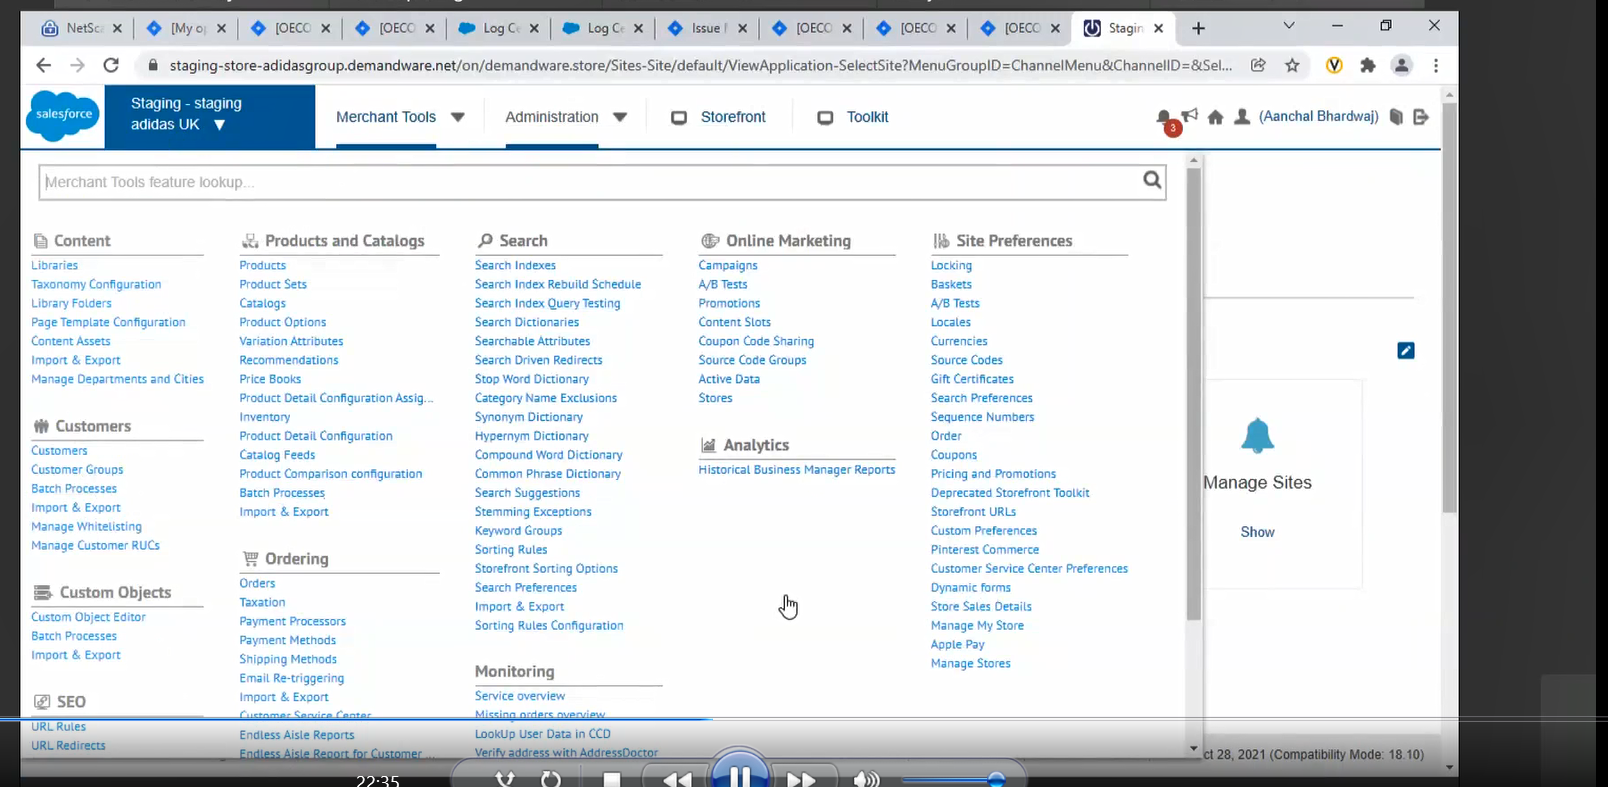 NetSc
[My o
[OECO
[OECO
Log Ce
Log Ce
Issue
[OECO
[OECO
[OECO
Stagin
staging-store-adidasgroup.demandware.net/on/demandware.store/Sites-Site/default/ViewApplication-SelectSite?MenuGroupID=ChannelMenu&ChannelID=&Sel...
salesforce
Staging - staging
adidas UK
Merchant Tools
Administration
Storefront
Toolkit
3
(Aanchal Bhardwaj)
Merchant Tools feature lookup...
Content
Libraries
Taxonomy Configuration
Library Folders
Page Template Configuration
Content Assets
Import & Export
Manage Departments and Cities
Customers
Customers
Customer Groups
Batch Processes
Import & Export
Manage Whitelisting
Manage Customer RUCs
Custom Objects
Custom Object Editor
Batch Processes
Import & Export
SEO
URL Rules
URL Redirects
Products and Catalogs
Products
Product Sets
Catalogs
Product Options
Variation Attributes
Recommendations
Price Books
Product Detail Configuration Assig...
Inventory
Product Detail Configuration
Catalog Feeds
Product Comparison configuration
Batch Processes
Import & Export
Ordering
Orders
Taxation
Payment Processors
Payment Methods
Shipping Methods
Email Re-triggering
Import & Export
Customer Service Center
Endless Aisle Reports
Endless Aisle Report for Customer ...
Search
Search Indexes
Search Index Rebuild Schedule
Search Index Query Testing
Search Dictionaries
Searchable Attributes
Search Driven Redirects
Stop Word Dictionary
Category Name Exclusions
Synonym Dictionary
Hypernym Dictionary
Compound Word Dictionary
Common Phrase Dictionary
Search Suggestions
Stemming Exceptions
Keyword Groups
Sorting Rules
Storefront Sorting Options
Search Preferences
Import & Export
Sorting Rules Configuration
Monitoring
Service overview
Missing orders overview
LookUp User Data in CCD
Verify address with AddressDoctor
Online Marketing
Campaigns
A/B Tests
Promotions
Content Slots
Coupon Code Sharing
Source Code Groups
Active Data
Stores
Analytics
Historical Business Manager Reports
Site Preferences
Locking
Baskets
A/B Tests
Locales
Currencies
Source Codes
Gift Certificates
Search Preferences
Sequence Numbers
Order
Coupons
Pricing and Promotions
Deprecated Storefront Toolkit
Storefront URLs
Custom Preferences
Pinterest Commerce
Customer Service Center Preferences
Dynamic forms
Store Sales Details
Manage My Store
Apple Pay
Manage Stores
Manage Sites
Show
ct 28, 2021 (Compatibility Mode: 18.10)
22:35